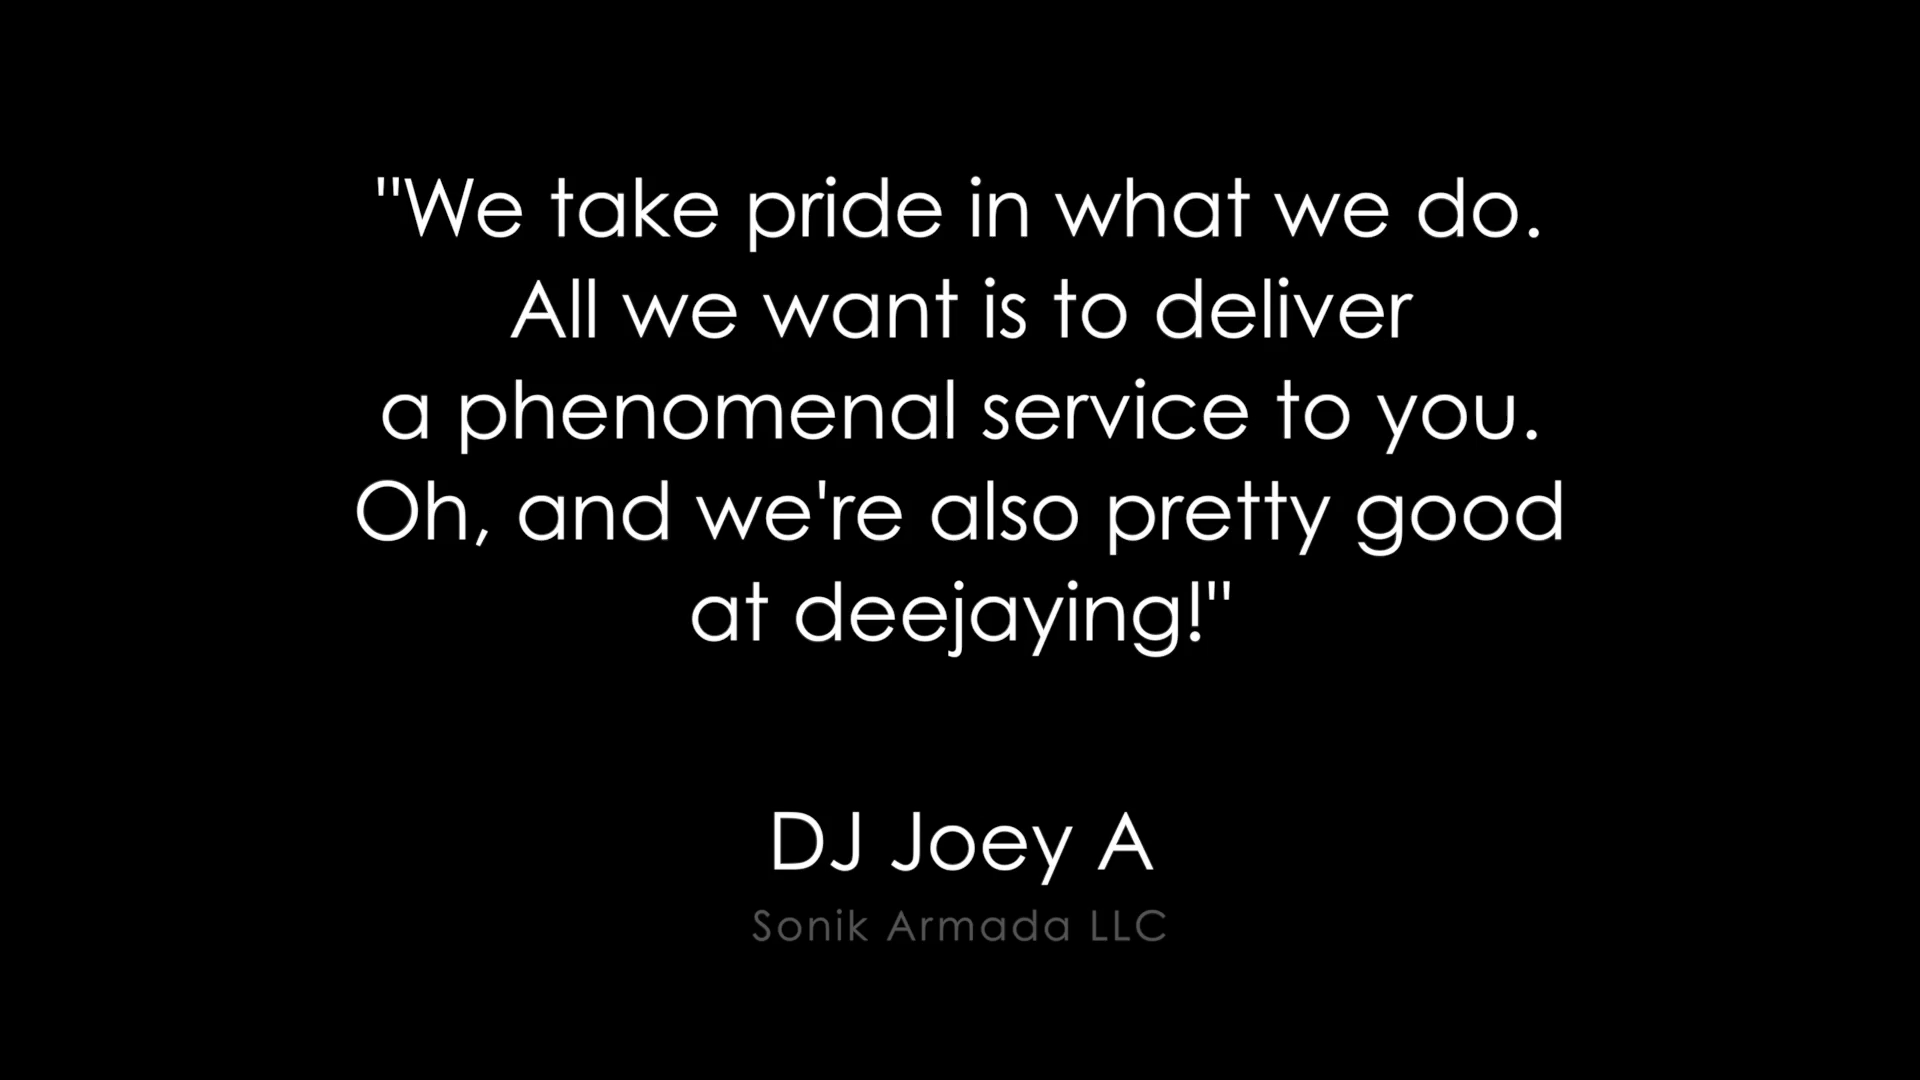 "We take pride in what we do.
All we want is to deliver
a phenomenal service to you.
Oh, and we're also pretty good
at deejaying!"
DJ Joey A
Sonik Armada LLC